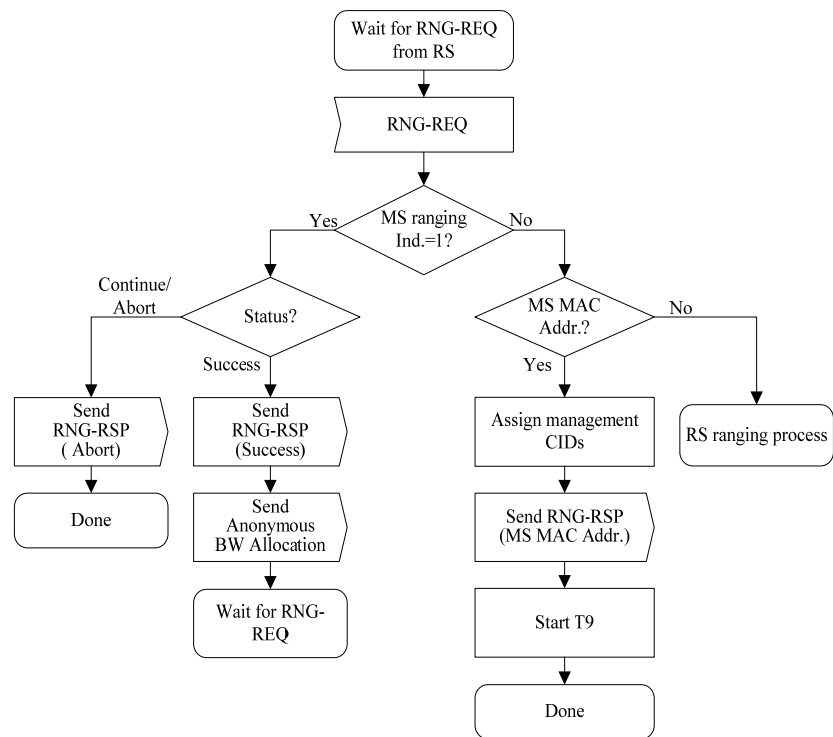 Wait for RNG-REQ
from RS
RNG-REQ
MS ranging
Ind.=1?
Yes
No
Continue/
Abort
Status?
Success
MS MAC
Addr.?
No
Yes
Send
RNG-RSP
( Abort)
Send
RNG-RSP
(Success)
Assign management
CIDs
RS ranging process
Done
Send
Anonymous
BW Allocation
Send RNG-RSP
(MS MAC Addr.)
Wait for RNG-
REQ
Start T9
Done